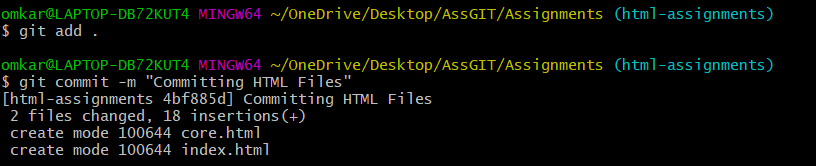 omkar@LAPTOP-DB72KUT4 MINGW64 ~/OneDrive/Desktop/AssGIT/Assignments (html-assignments)
$ git add .
omkar@LAPTOP-DB72KUT4 MINGW64 ~/OneDrive/Desktop/AssGIT/Assignments (html-assignments)
$ git commit -m "Committing HTML Files"
[html-assignments 4bf885d] Committing HTML Files
 2 files changed, 18 insertions(+)
 create mode 100644 core.html
 create mode 100644 index.html